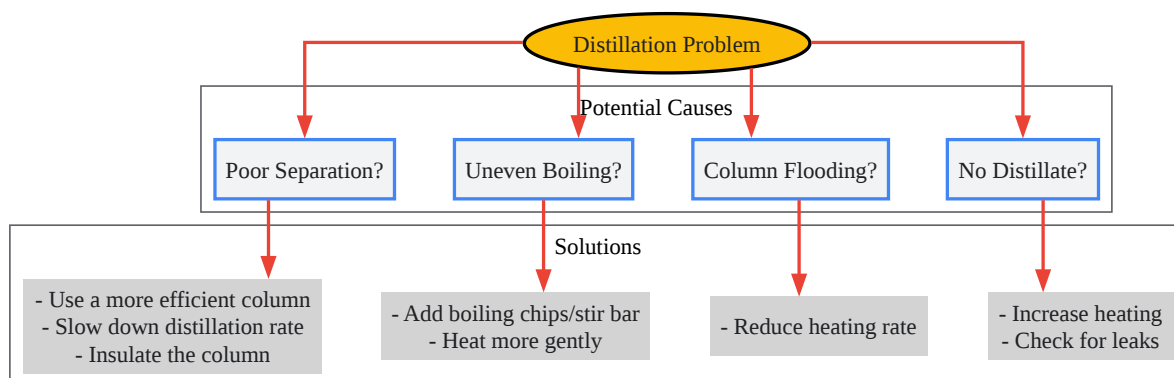 Distillation Problem
Potential Causes
Poor Separation?
Uneven Boiling?
Column Flooding?
No Distillate?
Solutions
- Use a more efficient column
- Slow down distillation rate
- Insulate the column
- Add boiling chips/stir bar
- Heat more gently
- Reduce heating rate
- Increase heating
- Check for leaks